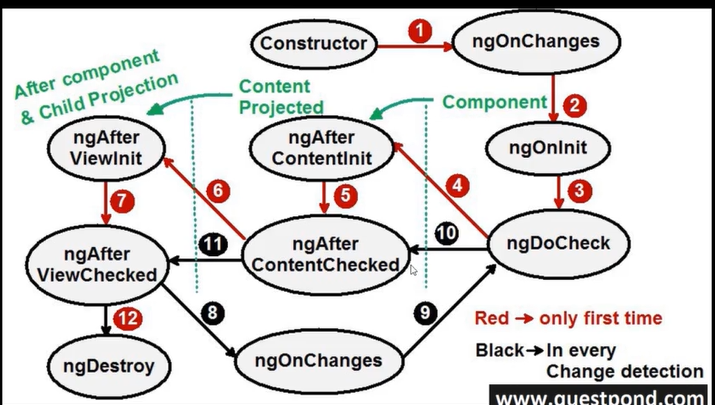 1
Constructor
ngOnChanges
After component
& Child Projection
Content
Projected
Component
2
ngAfter
ViewInit
ngAfter
ContentInit
ngOnInit
7
6
5
4
3
ngAfter
ViewChecked
11
ngAfter
ContentChecked
10
ngDoCheck
12
8
9
ngDestroy
ngOnChanges
Red → only first time
Black→ In every
Change detection
www.questpond.com